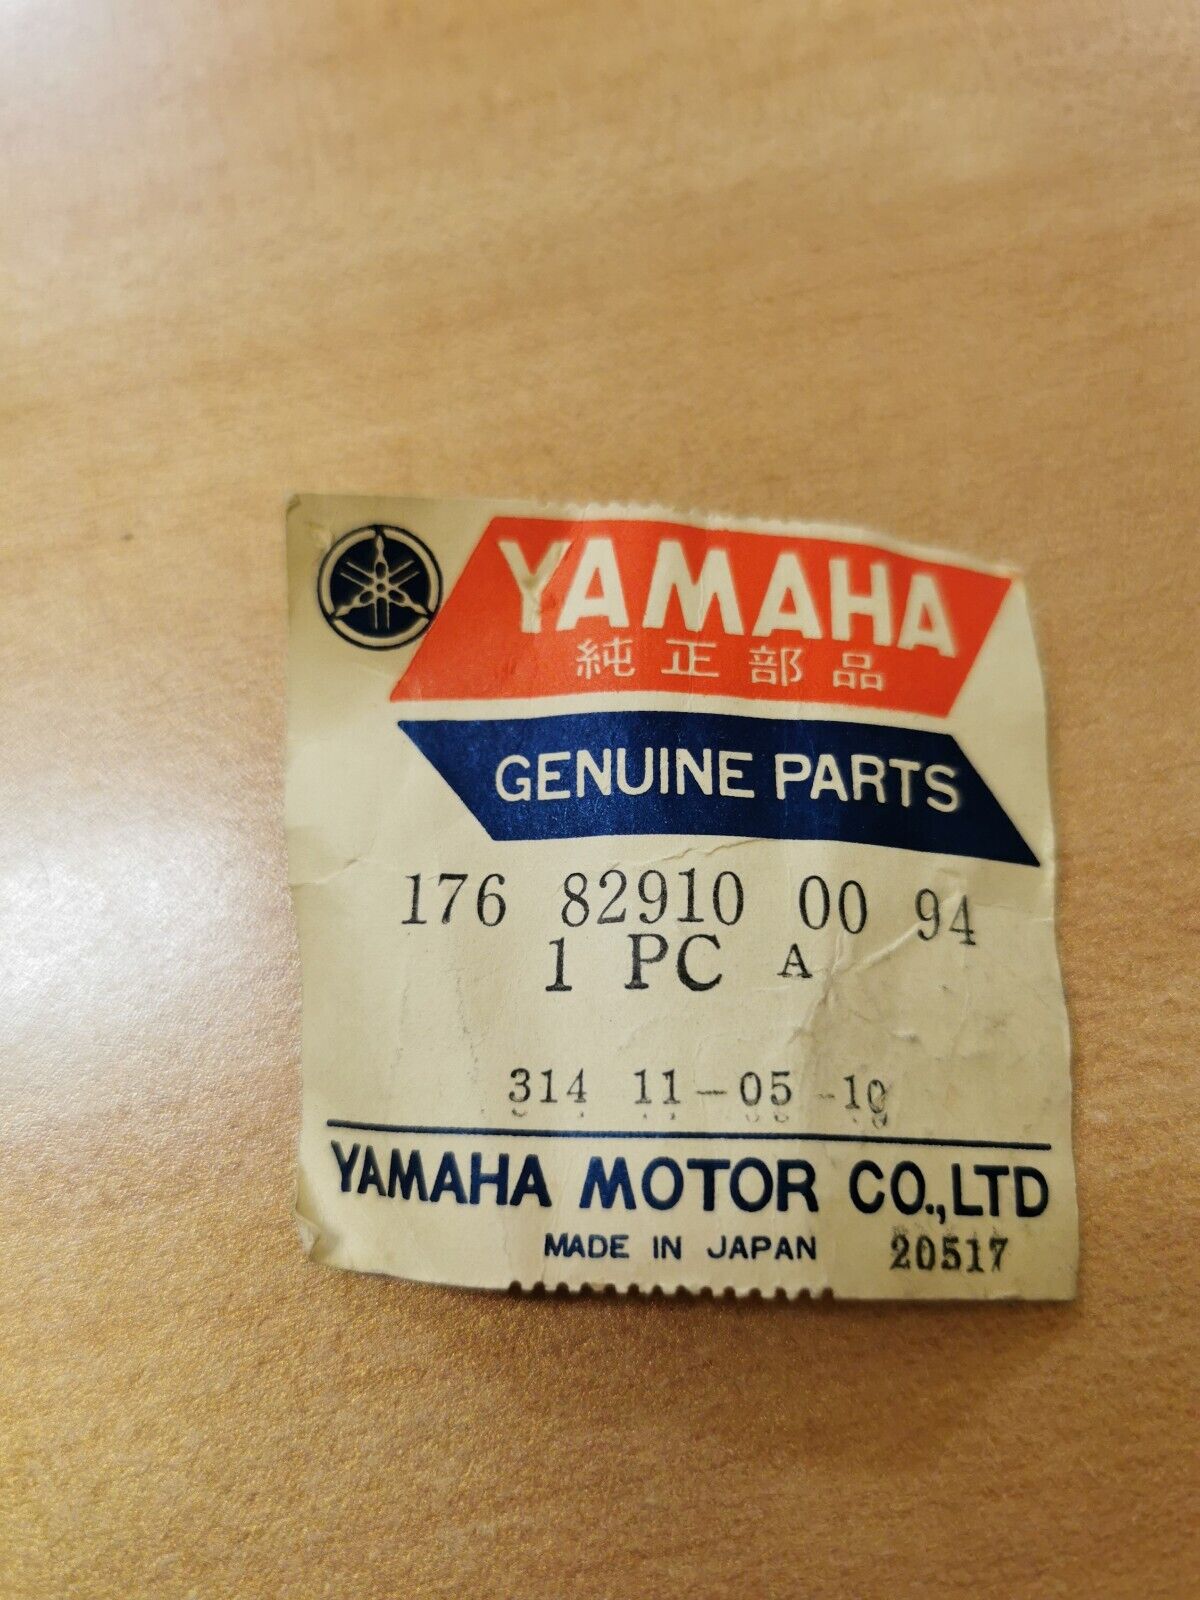 YAMAHA
純正部品
GENUINE PARTS
176 82910 00 94
1 PC A
314 11-05-10
YAMAHA MOTOR CO.,LTD
MADE IN JAPAN 20517